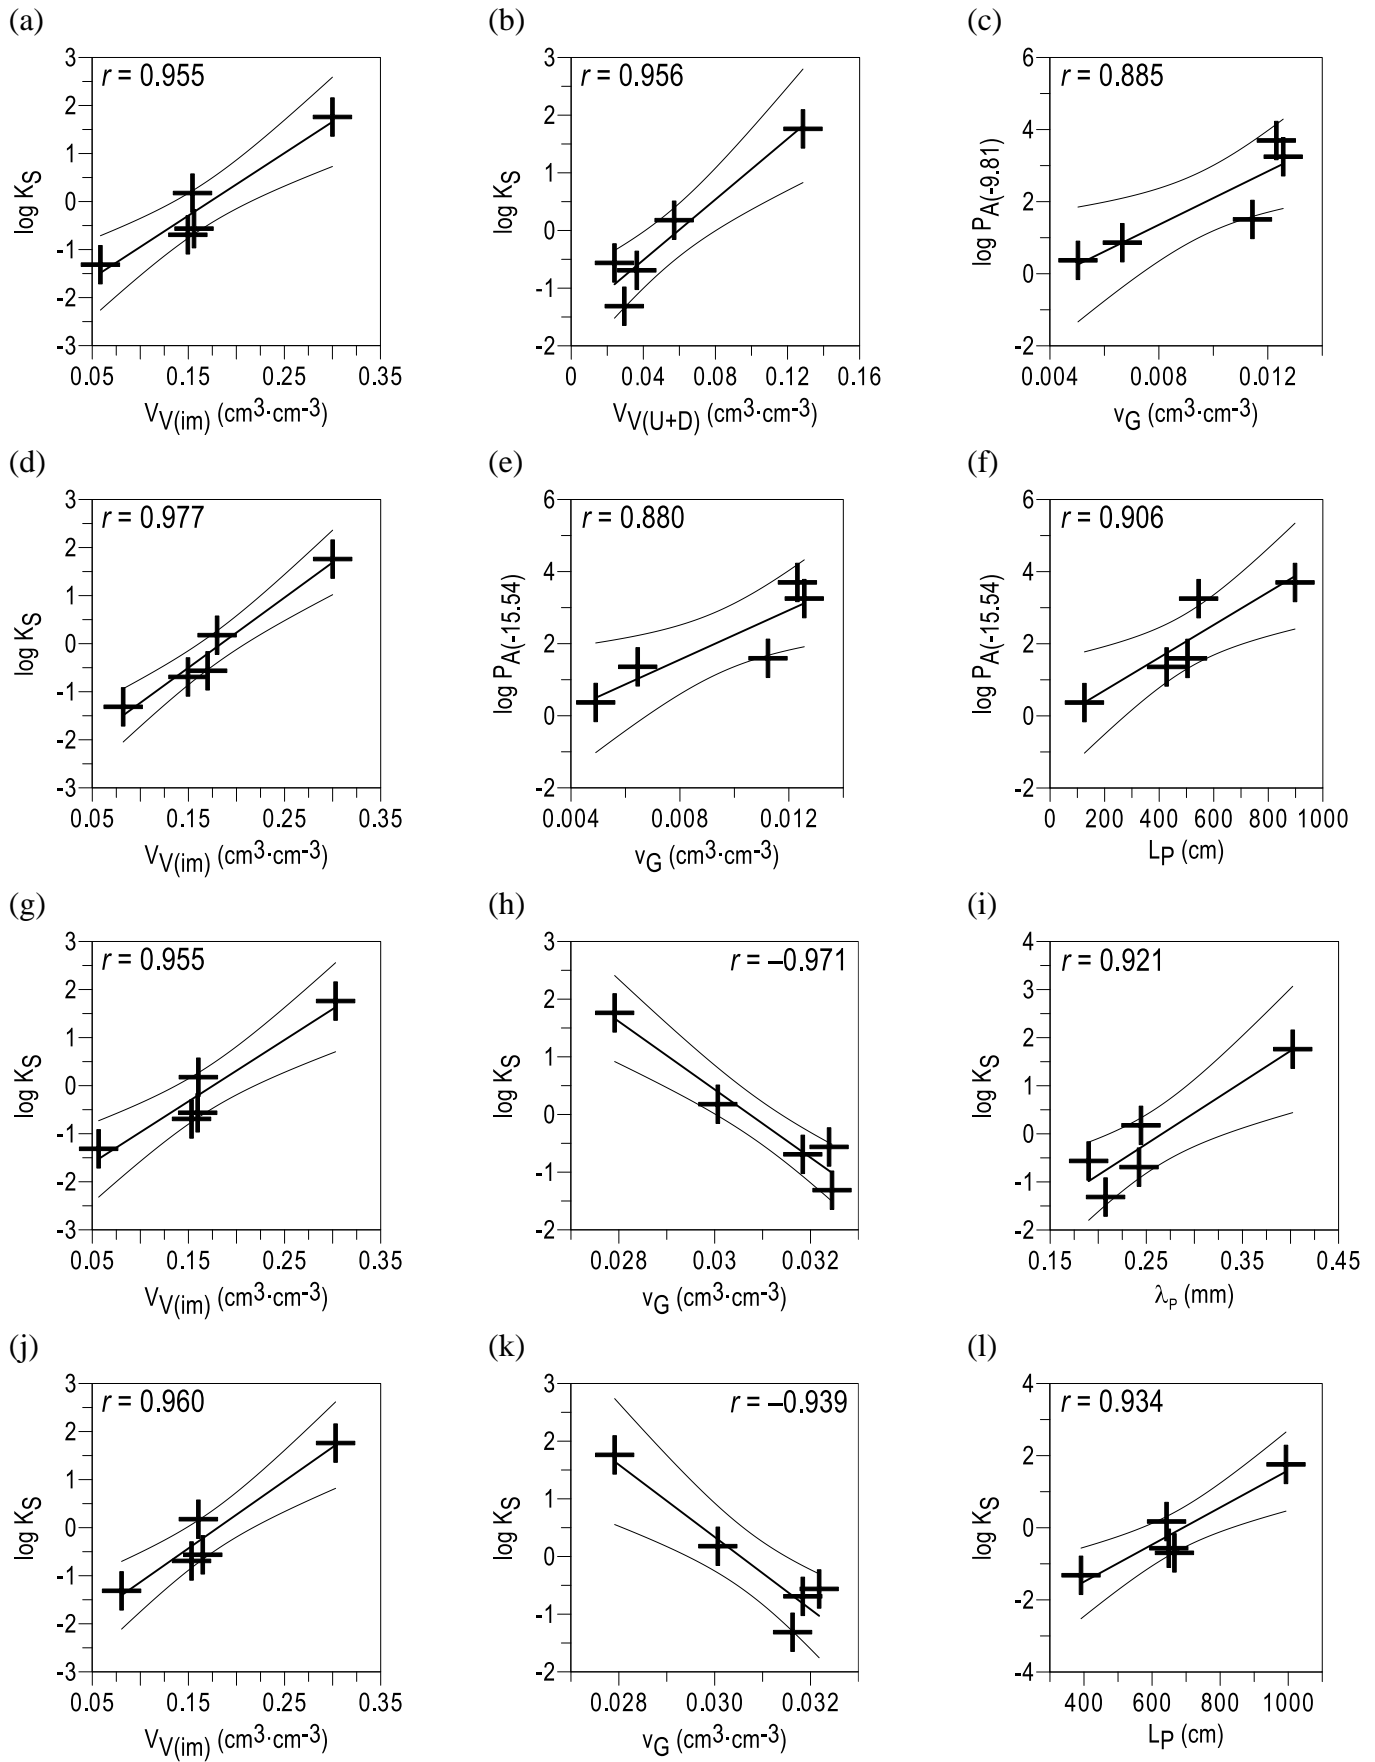 (a)
r = 0.955
3
2
1
0
-1
-2
-3
log KS
0.05 0.15 0.25 0.35
VV(im) (cm3·cm-3)
(b)
r = 0.956
3
2
1
0
-1
-2
log KS
0 0.04 0.08 0.12 0.16
VV(U+D) (cm3·cm-3)
(c)
r = 0.885
6
4
2
0
-2
log PA(-9.81)
0.004 0.008 0.012
vG (cm3·cm-3)
(d)
r = 0.977
3
2
1
0
-1
-2
-3
log KS
0.05 0.15 0.25 0.35
VV(im) (cm3·cm-3)
(e)
r = 0.880
6
4
2
0
-2
log PA(-15.54)
0.004 0.008 0.012
vG (cm3·cm-3)
(f)
r = 0.906
6
4
2
0
-2
log PA(-15.54)
0 200 400 600 800 1000
LP (cm)
(g)
r = 0.955
3
2
1
0
-1
-2
-3
log KS
0.05 0.15 0.25 0.35
VV(im) (cm3·cm-3)
(h)
r = –0.971
3
2
1
0
-1
-2
log KS
0.028 0.030 0.032
vG (cm3·cm-3)
(i)
r = 0.921
4
3
2
1
0
-1
-2
log KS
0.15 0.25 0.35 0.45
λP (mm)
(j)
r = 0.960
3
2
1
0
-1
-2
-3
log KS
0.05 0.15 0.25 0.35
VV(im) (cm3·cm-3)
(k)
r = –0.939
3
2
1
0
-1
-2
log KS
0.028 0.030 0.032
vG (cm3·cm-3)
(l)
r = 0.934
4
2
0
-2
-4
log KS
400 600 800 1000
LP (cm)